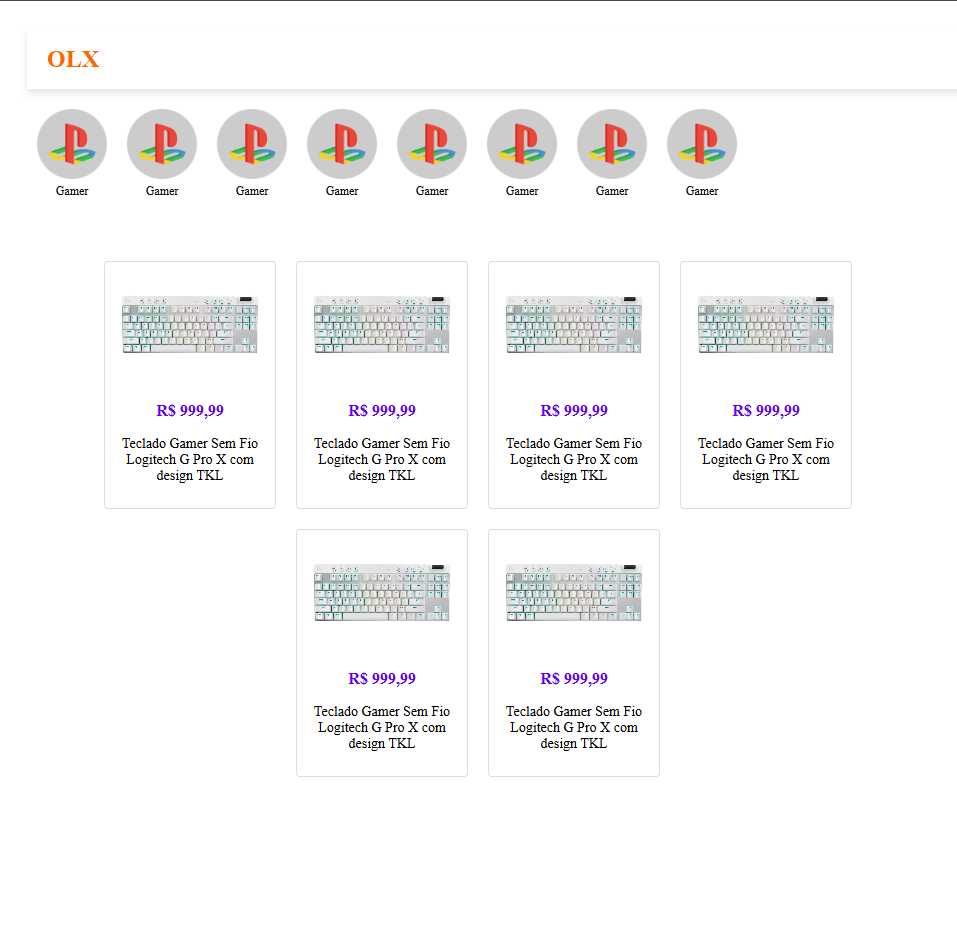 OLX
Gamer Gamer Gamer Gamer Gamer Gamer Gamer Gamer
R$ 999,99
Teclado Gamer Sem Fio
Logitech G Pro X com
design TKL
R$ 999,99
Teclado Gamer Sem Fio
Logitech G Pro X com
design TKL
R$ 999,99
Teclado Gamer Sem Fio
Logitech G Pro X com
design TKL
R$ 999,99
Teclado Gamer Sem Fio
Logitech G Pro X com
design TKL
R$ 999,99
Teclado Gamer Sem Fio
Logitech G Pro X com
design TKL
R$ 999,99
Teclado Gamer Sem Fio
Logitech G Pro X com
design TKL